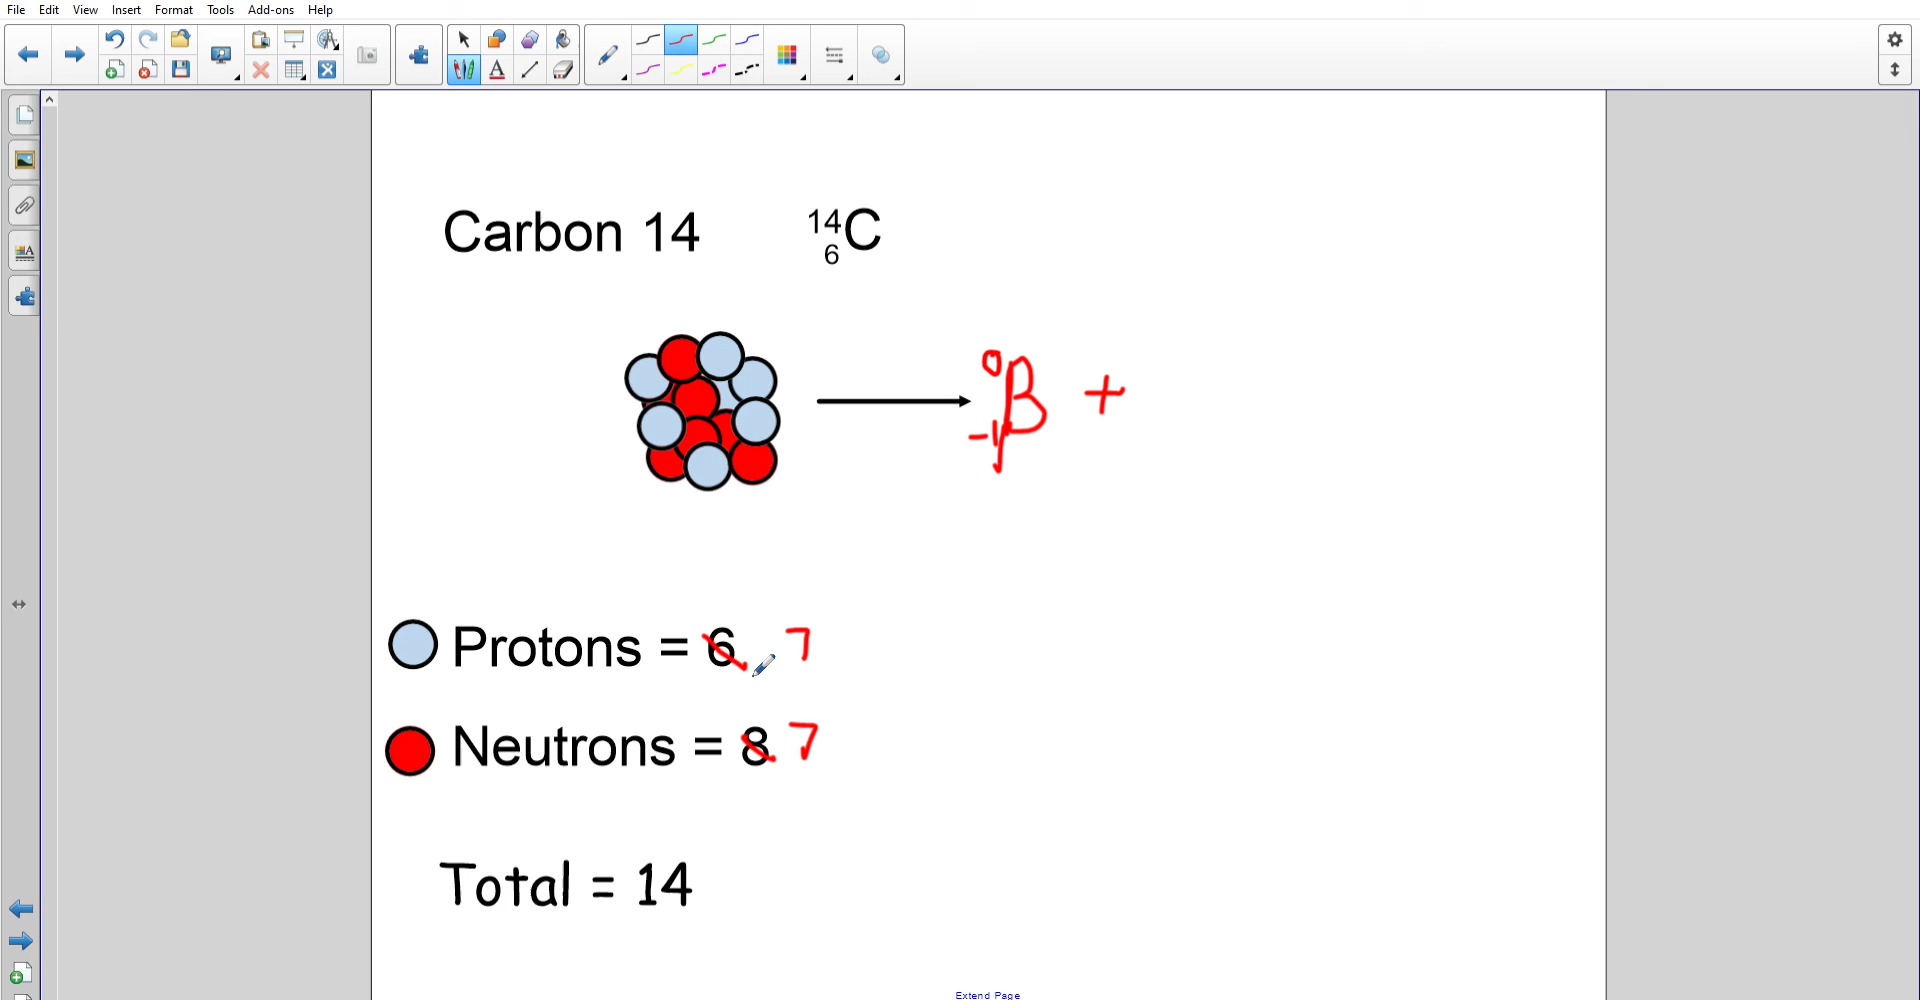 File Edit View Insert Format Tools Add-ons Help
Carbon 14 14 6 C
0 -1 β +
Protons = 6 7
Neutrons = 8 7
Total = 14
Extend Page